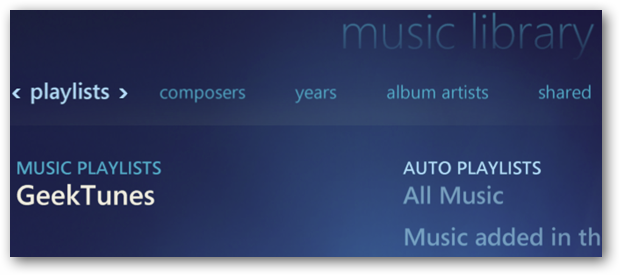 music library
‹ playlists › composers years album artists shared
MUSIC PLAYLISTS
GeekTunes
AUTO PLAYLISTS
All Music
Music added in th